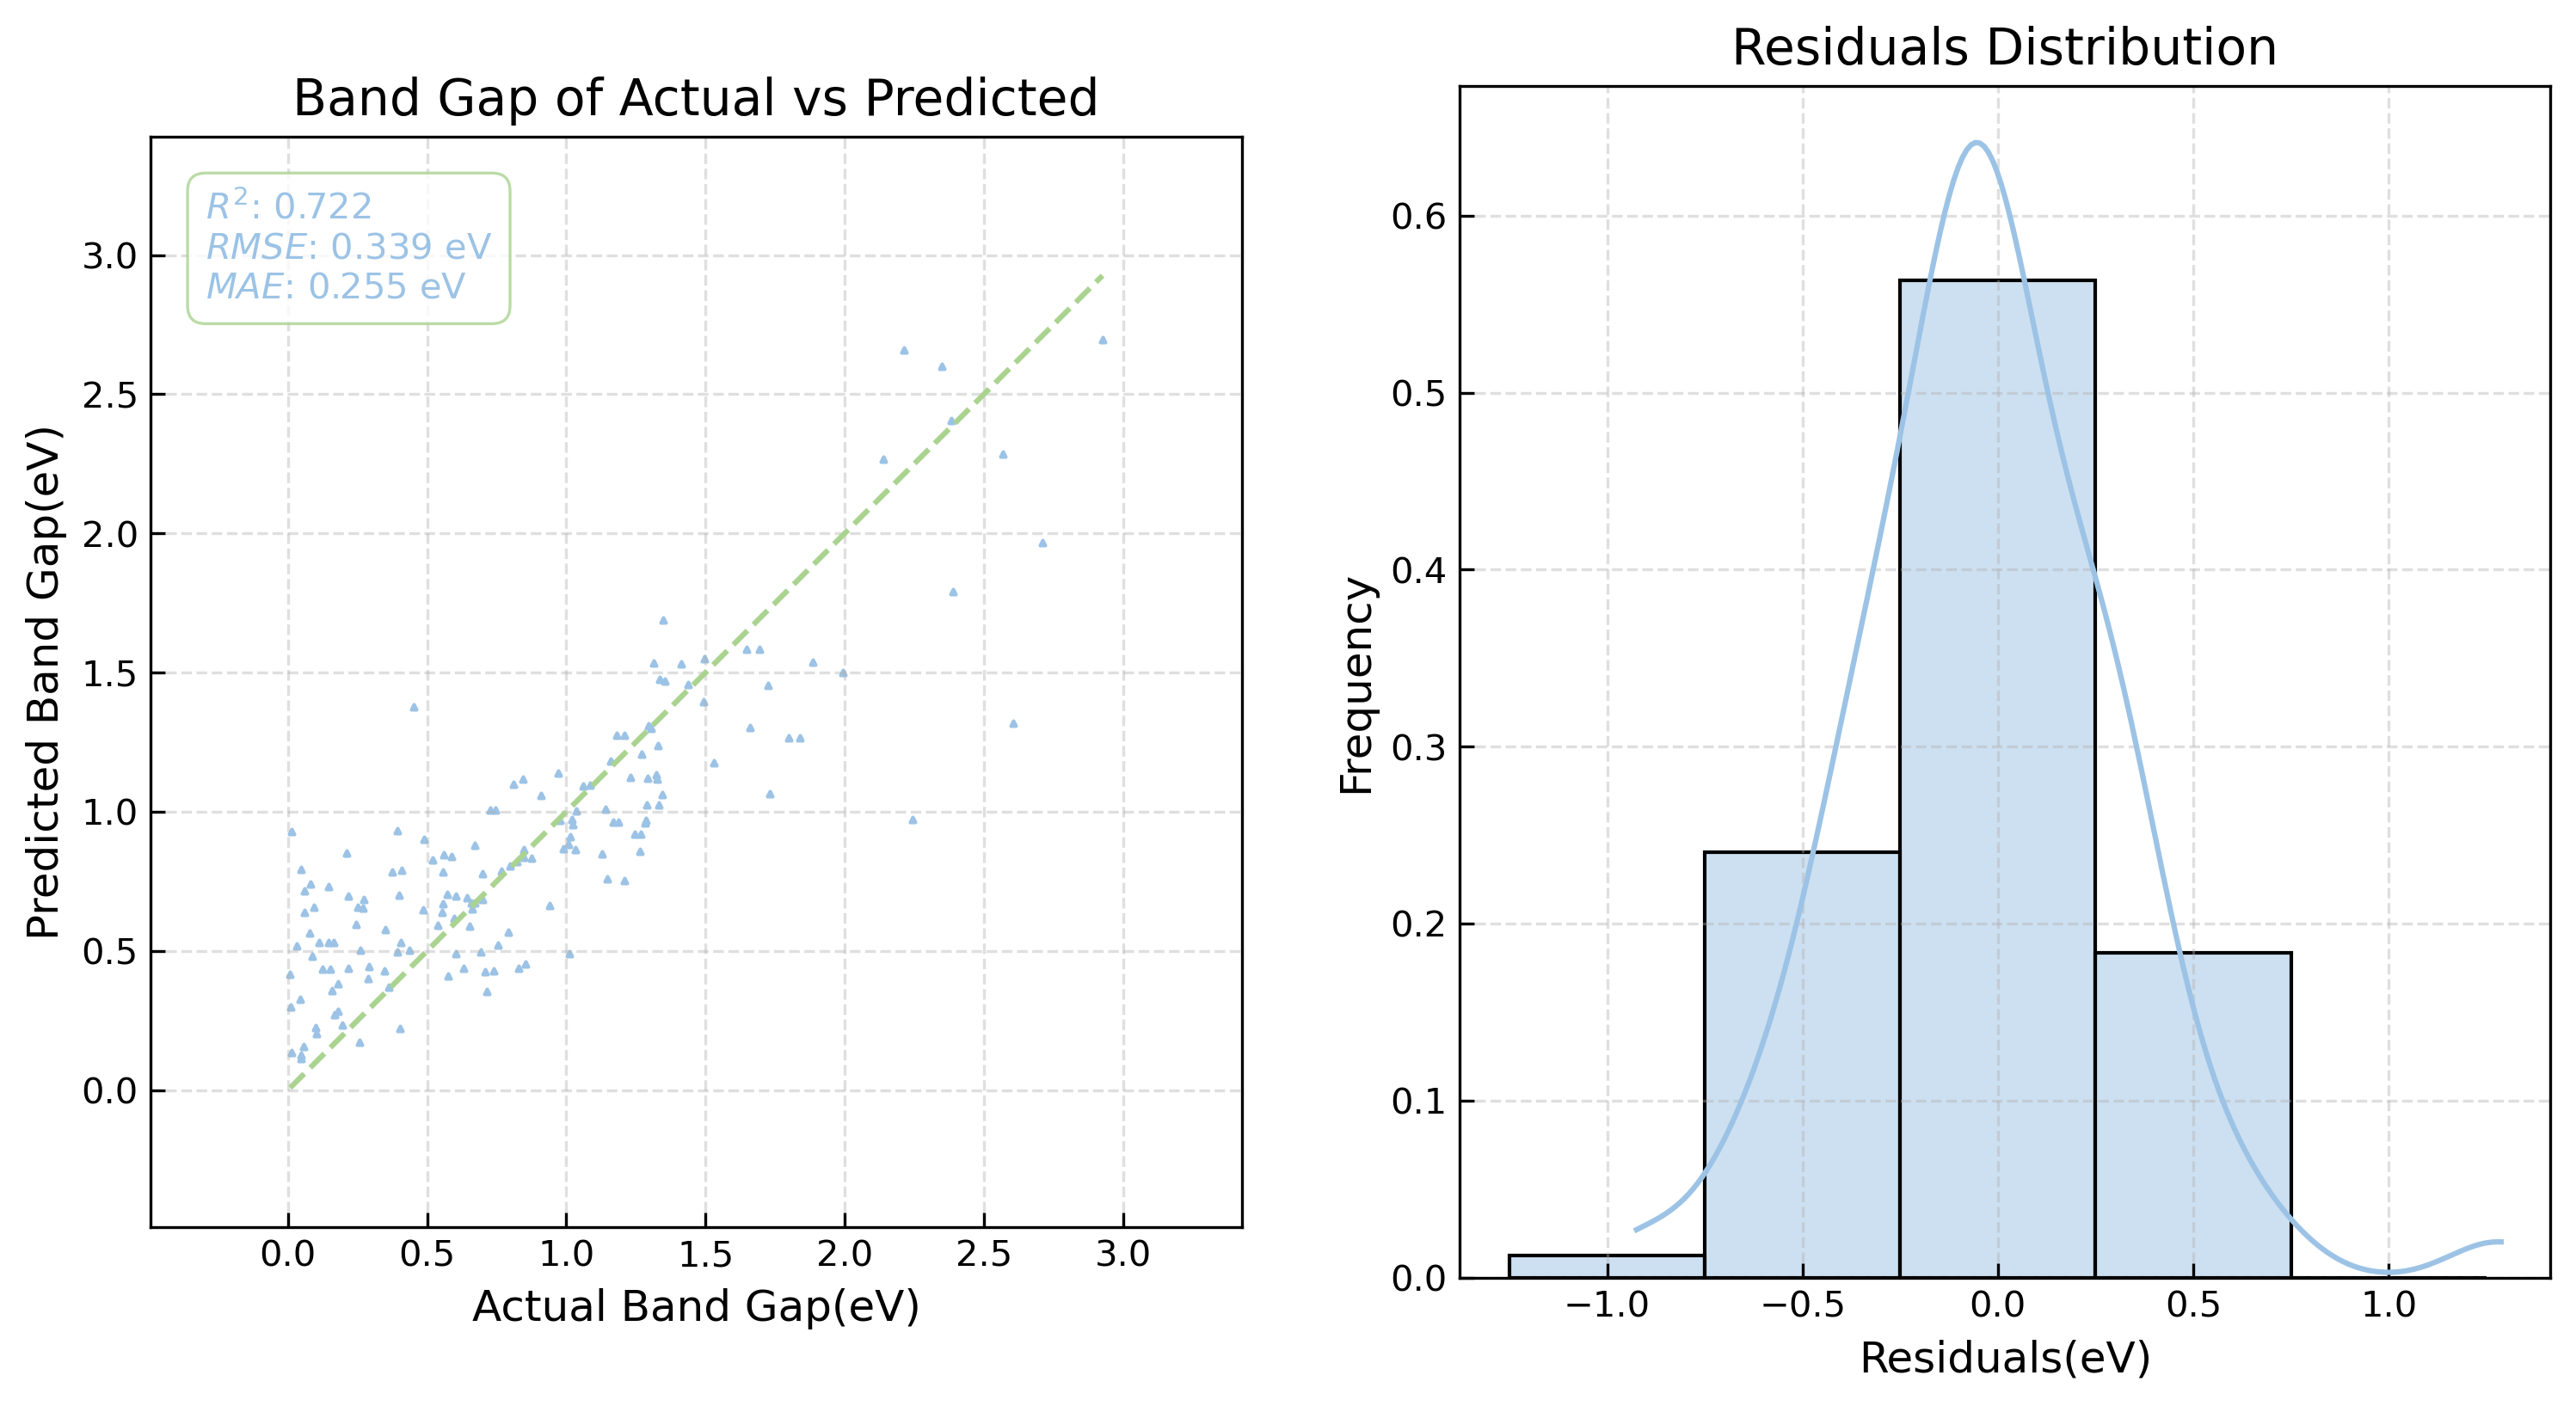 Band Gap of Actual vs Predicted
R²: 0.722
RMSE: 0.339 eV
MAE: 0.255 eV
Predicted Band Gap(eV)
3.0
2.5
2.0
1.5
1.0
0.5
0.0
0.0 0.5 1.0 1.5 2.0 2.5 3.0
Actual Band Gap(eV)
Residuals Distribution
Frequency
0.6
0.5
0.4
0.3
0.2
0.1
0.0
−1.0 −0.5 0.0 0.5 1.0
Residuals(eV)